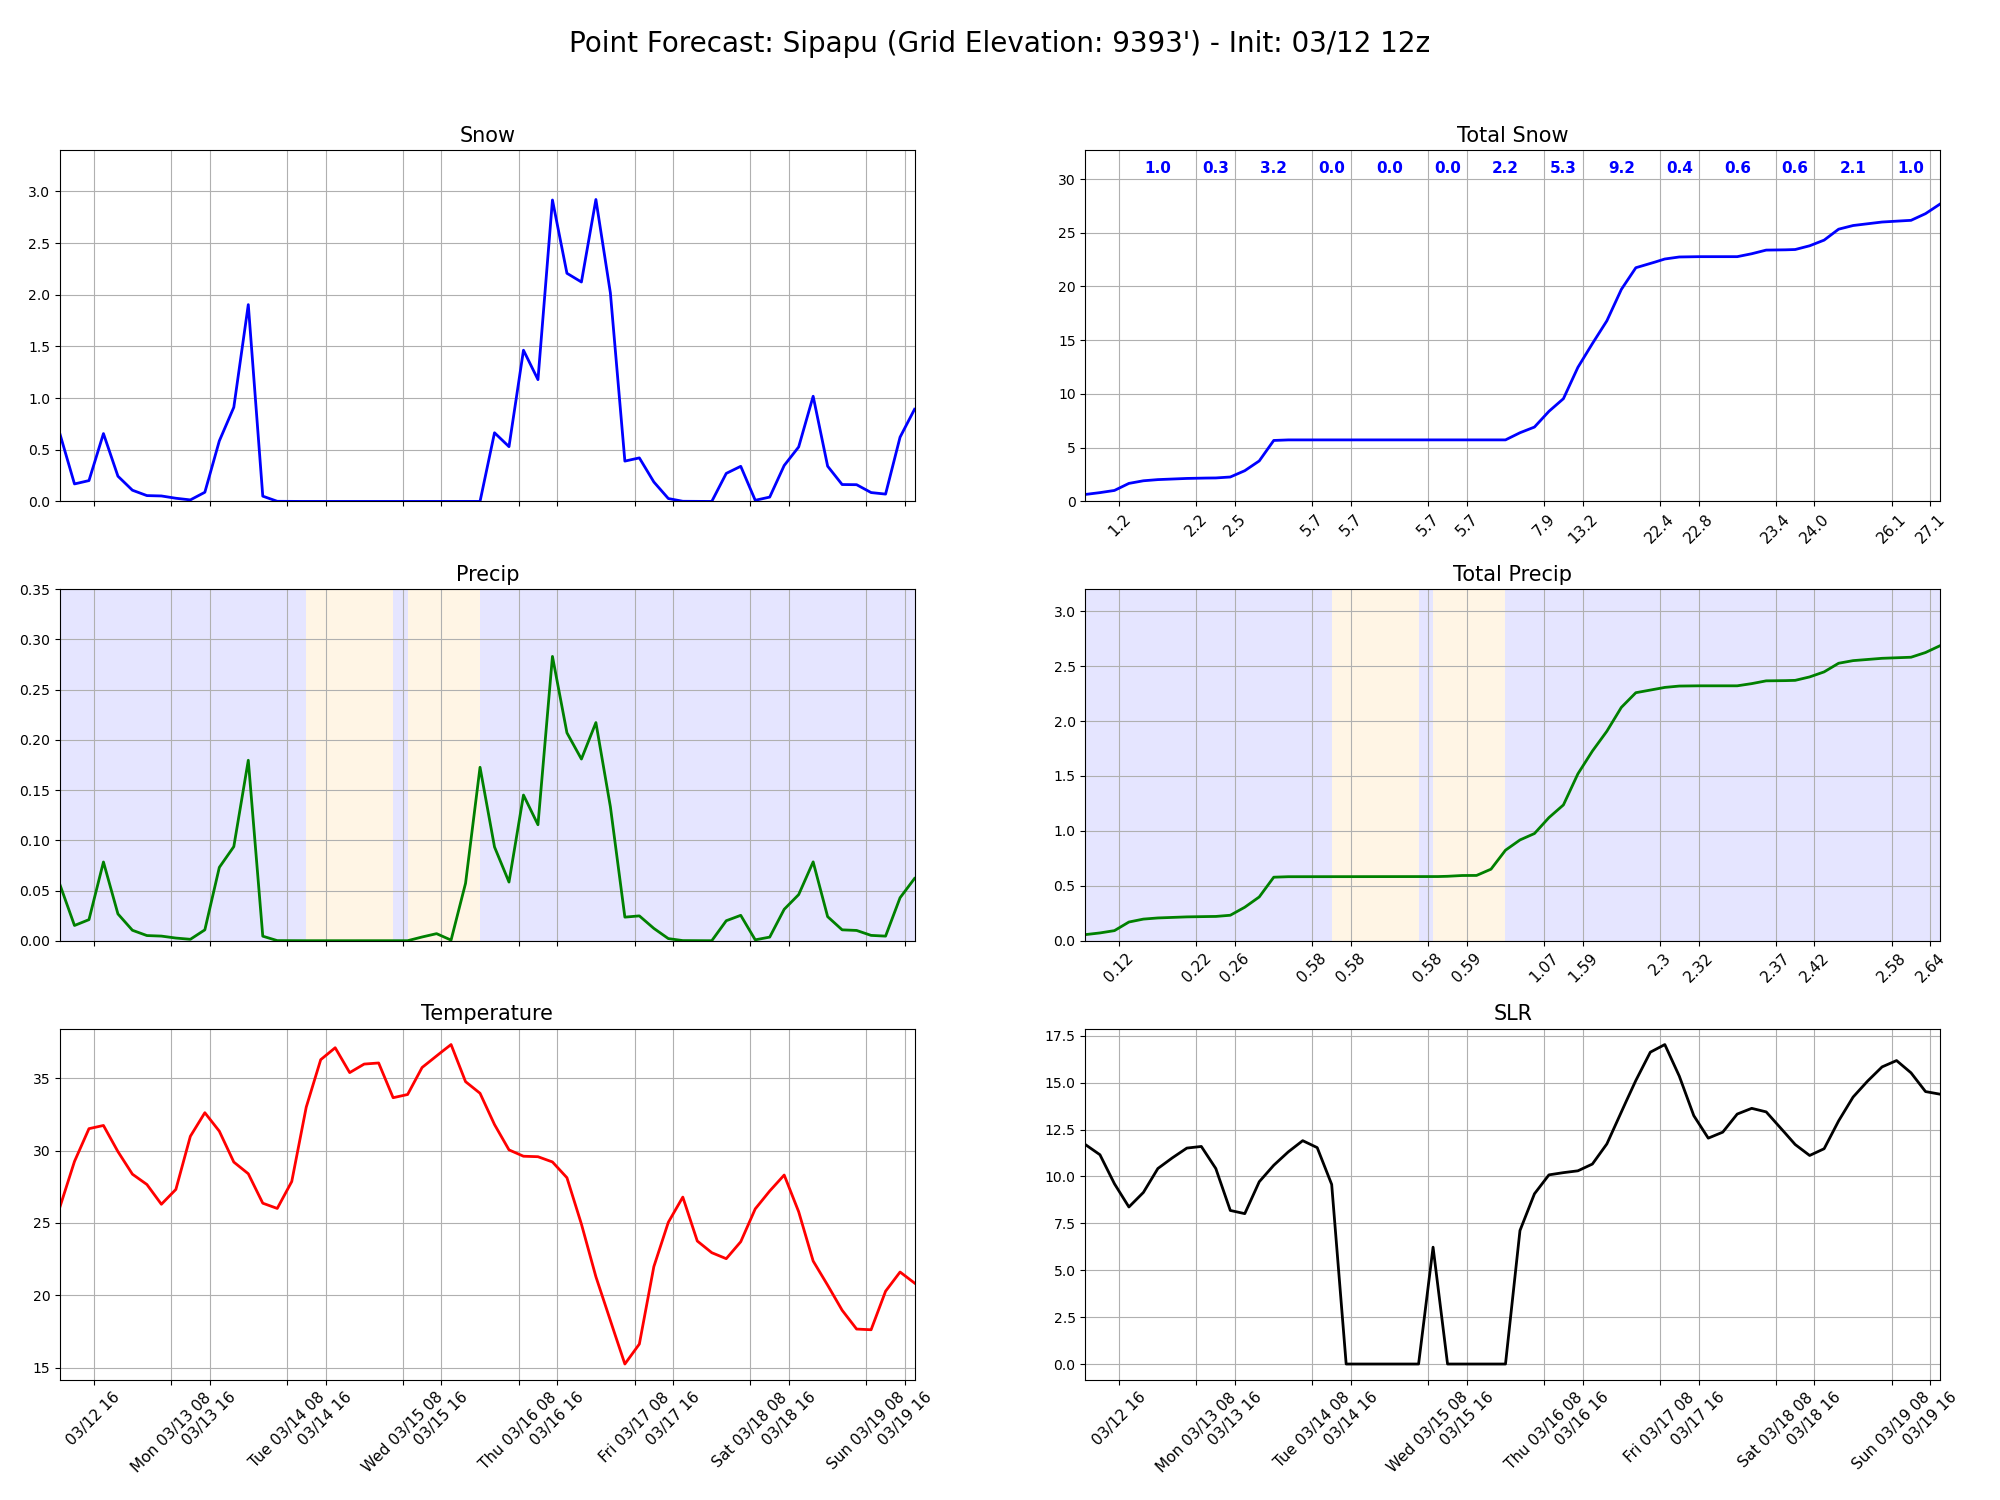 Point Forecast: Sipapu (Grid Elevation: 9393') - Init: 03/12 12z
Snow
3.0
2.5
2.0
1.5
1.0
0.5
0.0
Total Snow
1.0 0.3 3.2 0.0 0.0 0.0 2.2 5.3 9.2 0.4 0.6 0.6 2.1 1.0
30
25
20
15
10
5
0
1.2 2.2 2.5 5.7 5.7 5.7 5.7 7.9 13.2 22.4 22.8 23.4 24.0 26.1 27.1
Precip
0.35
0.30
0.25
0.20
0.15
0.10
0.05
0.00
Total Precip
3.0
2.5
2.0
1.5
1.0
0.5
0.0
0.12 0.22 0.26 0.58 0.58 0.58 0.59 1.07 1.59 2.3 2.32 2.37 2.42 2.58 2.64
Temperature
35
30
25
20
15
03/12 16
Mon 03/13 08
03/13 16
Tue 03/14 08
03/14 16
Wed 03/15 08
03/15 16
Thu 03/16 08
03/16 16
Fri 03/17 08
03/17 16
Sat 03/18 08
03/18 16
Sun 03/19 08
03/19 16
SLR
17.5
15.0
12.5
10.0
7.5
5.0
2.5
0.0
03/12 16
Mon 03/13 08
03/13 16
Tue 03/14 08
03/14 16
Wed 03/15 08
03/15 16
Thu 03/16 08
03/16 16
Fri 03/17 08
03/17 16
Sat 03/18 08
03/18 16
Sun 03/19 08
03/19 16